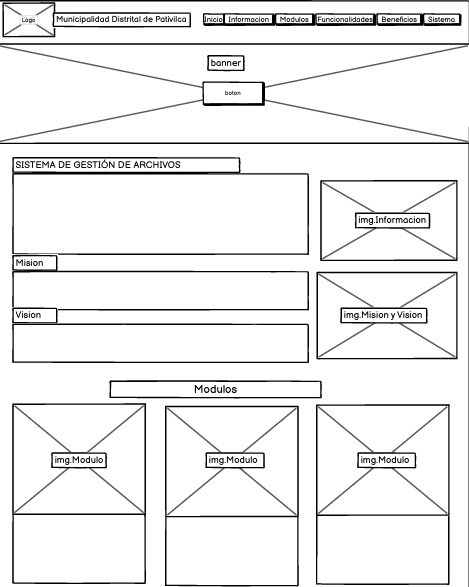 Logo
Municipalidad Distrital de Pativilca
Inicio
Informacion
Modulos
Funcionalidades
Beneficios
Sistema
banner
boton
SISTEMA DE GESTIÓN DE ARCHIVOS
img.Informacion
Mision
Vision
img.Mision y Vision
Modulos
img.Modulo
img.Modulo
img.Modulo